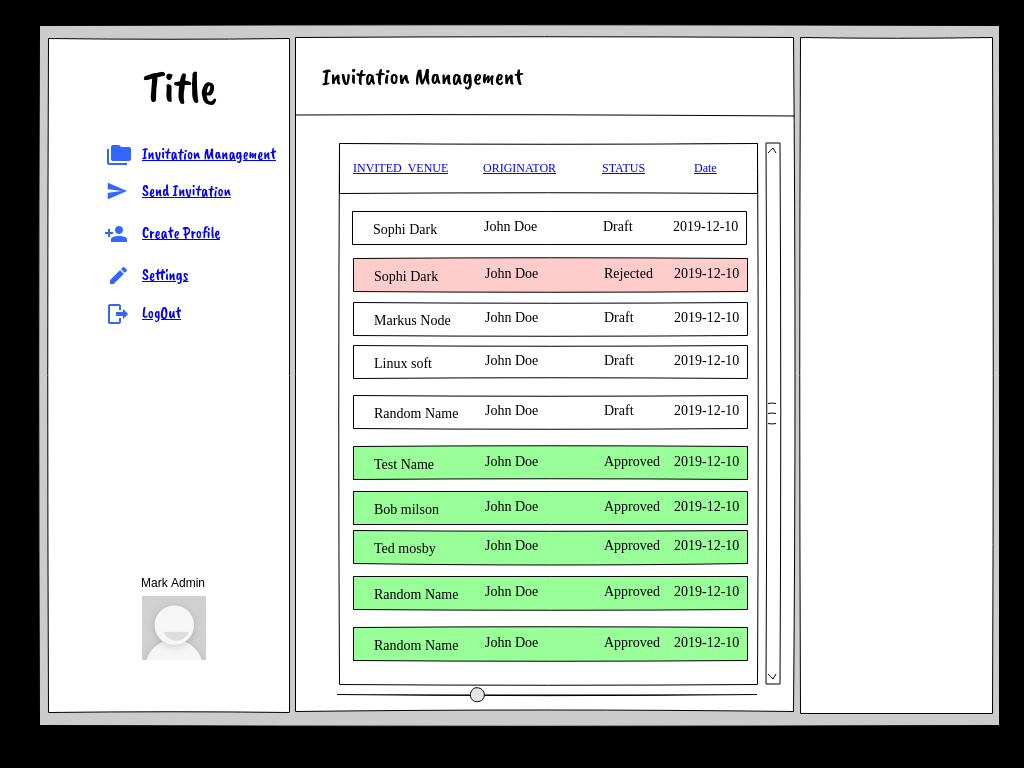 Title
Invitation Management
Send Invitation
Create Profile
Settings
LogOut
Mark Admin
Invitation Management
INVITED VENUE ORIGINATOR STATUS Date
Sophi Dark John Doe Draft 2019-12-10
Sophi Dark John Doe Rejected 2019-12-10
Markus Node John Doe Draft 2019-12-10
Linux soft John Doe Draft 2019-12-10
Random Name John Doe Draft 2019-12-10
Test Name John Doe Approved 2019-12-10
Bob milson John Doe Approved 2019-12-10
Ted mosby John Doe Approved 2019-12-10
Random Name John Doe Approved 2019-12-10
Random Name John Doe Approved 2019-12-10